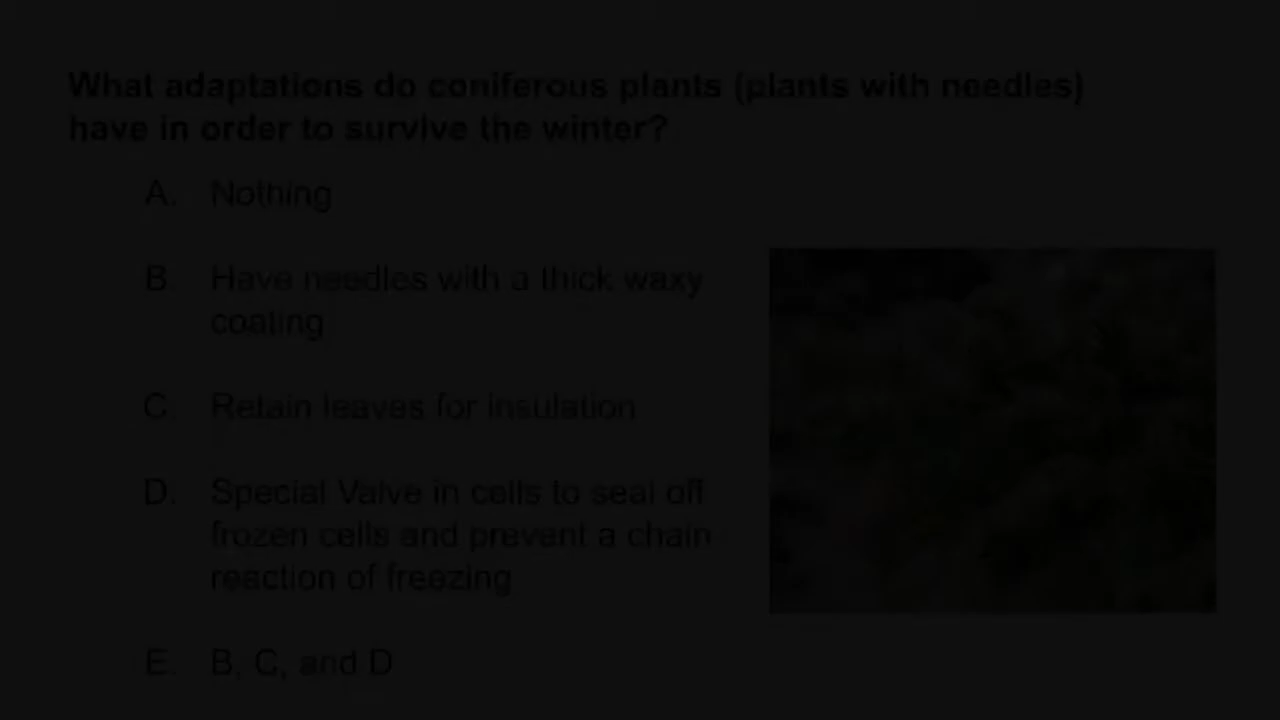 What adaptations do coniferous plants (plants with needles)
have in order to survive the winter?
A. Nothing
B. Have needles with a thick waxy
coating
C. Retain leaves for insulation
D. Special Valve in cells to seal off
frozen cells and prevent a chain
reaction of freezing
E. B, C, and D